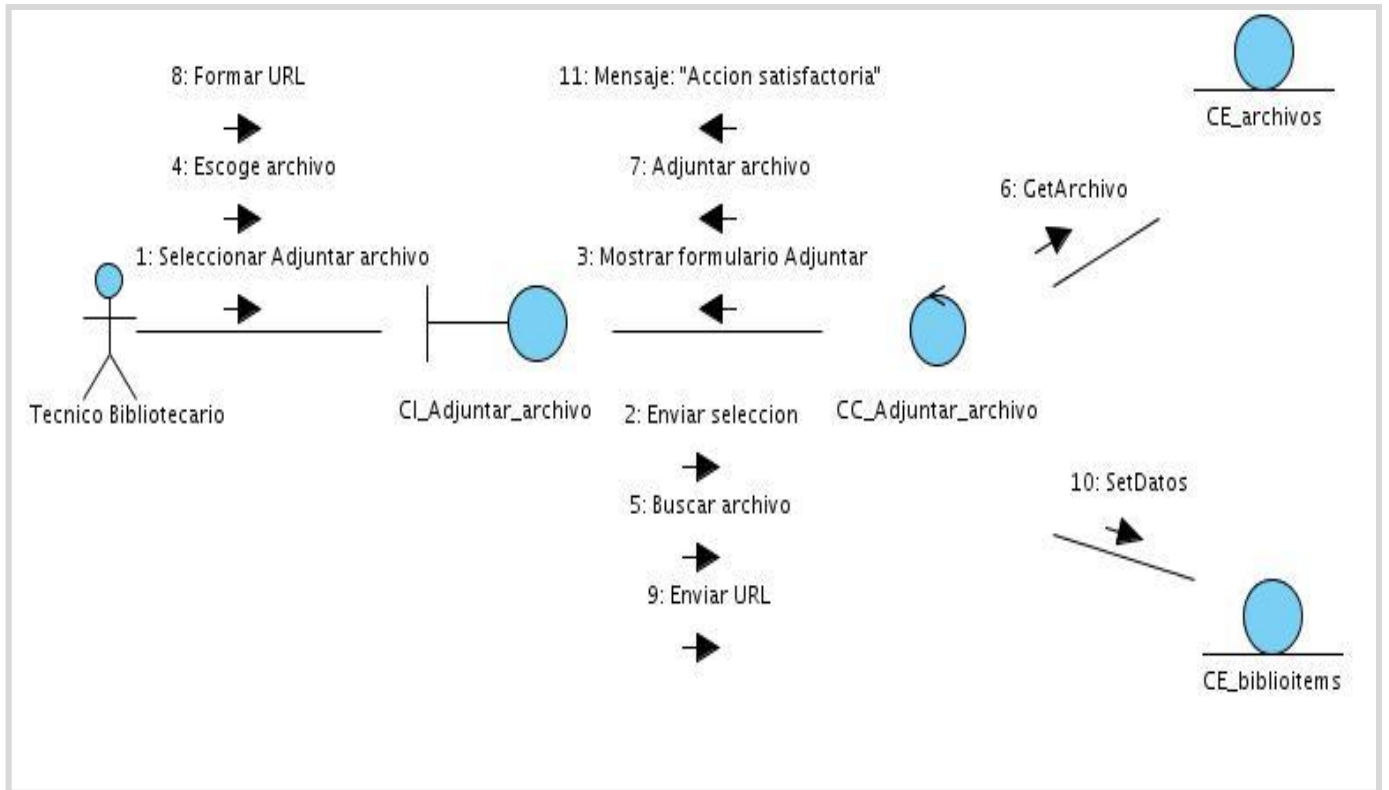 8: Formar URL
11: Mensaje: "Accion satisfactoria"
CE_archivos
4: Escoge archivo
7: Adjuntar archivo
6: GetArchivo
1: Seleccionar Adjuntar archivo
3: Mostrar formulario Adjuntar
Tecnico Bibliotecario
CI_Adjuntar_archivo
2: Enviar seleccion
CC_Adjuntar_archivo
10: SetDatos
5: Buscar archivo
9: Enviar URL
CE_biblioitems